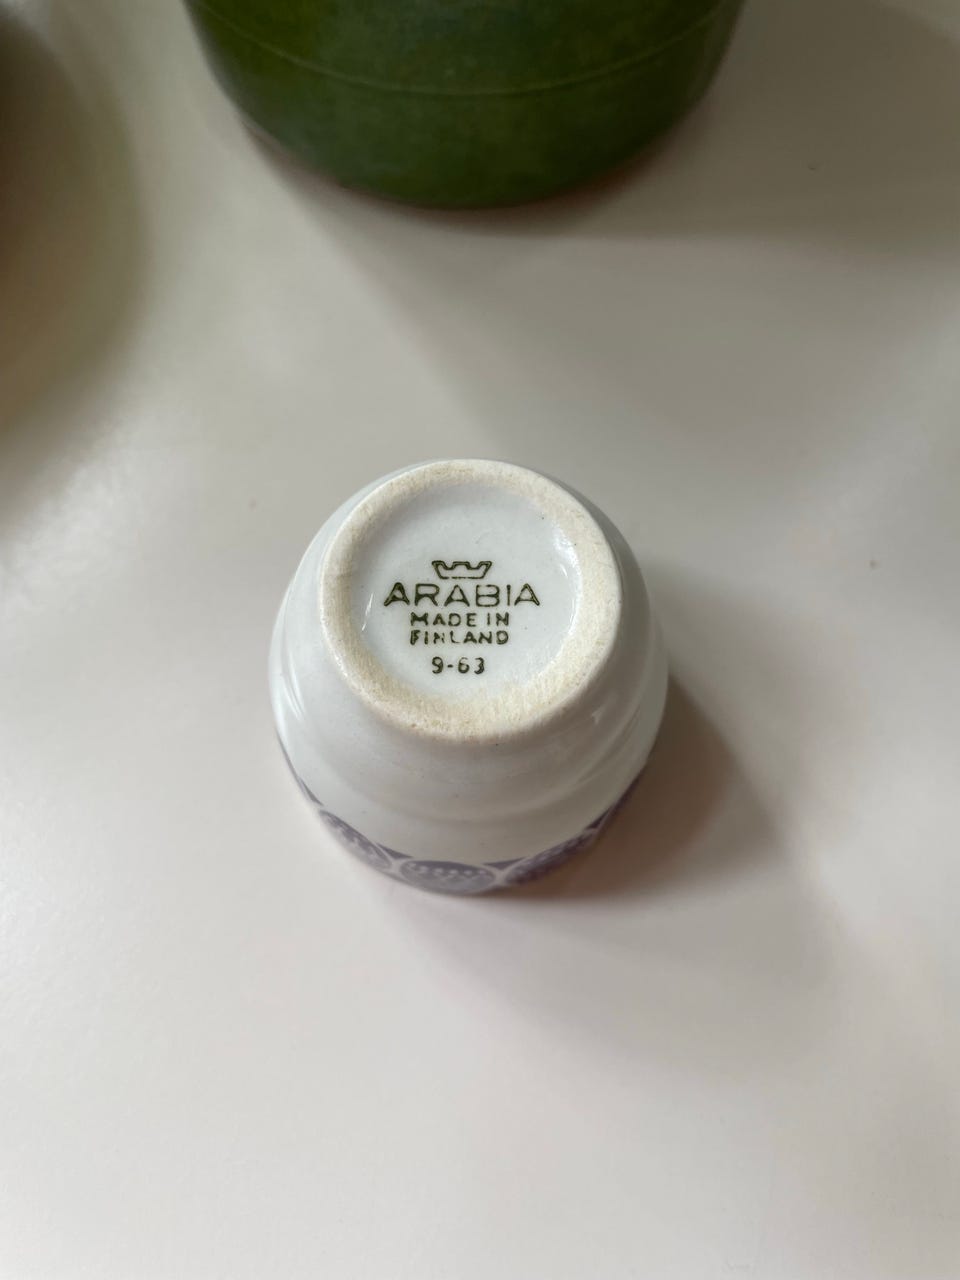 ARABIA
MADE IN
FINLAND
9-63